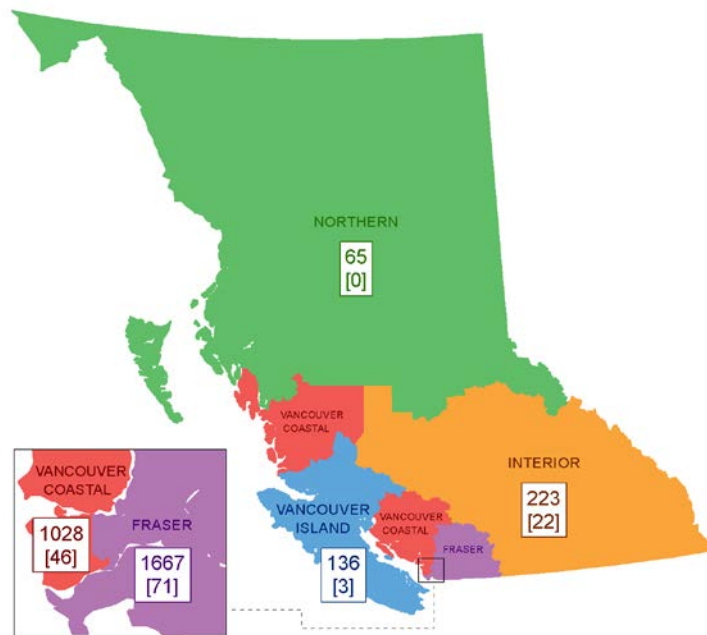 NORTHERN
65
[0]
VANCOUVER
COASTAL
INTERIOR
223
[22]
VANCOUVER
ISLAND
136
[3]
VANCOUVER
COASTAL
FRASER
VANCOUVER
COASTAL
1028
[46]
FRASER
1667
[71]